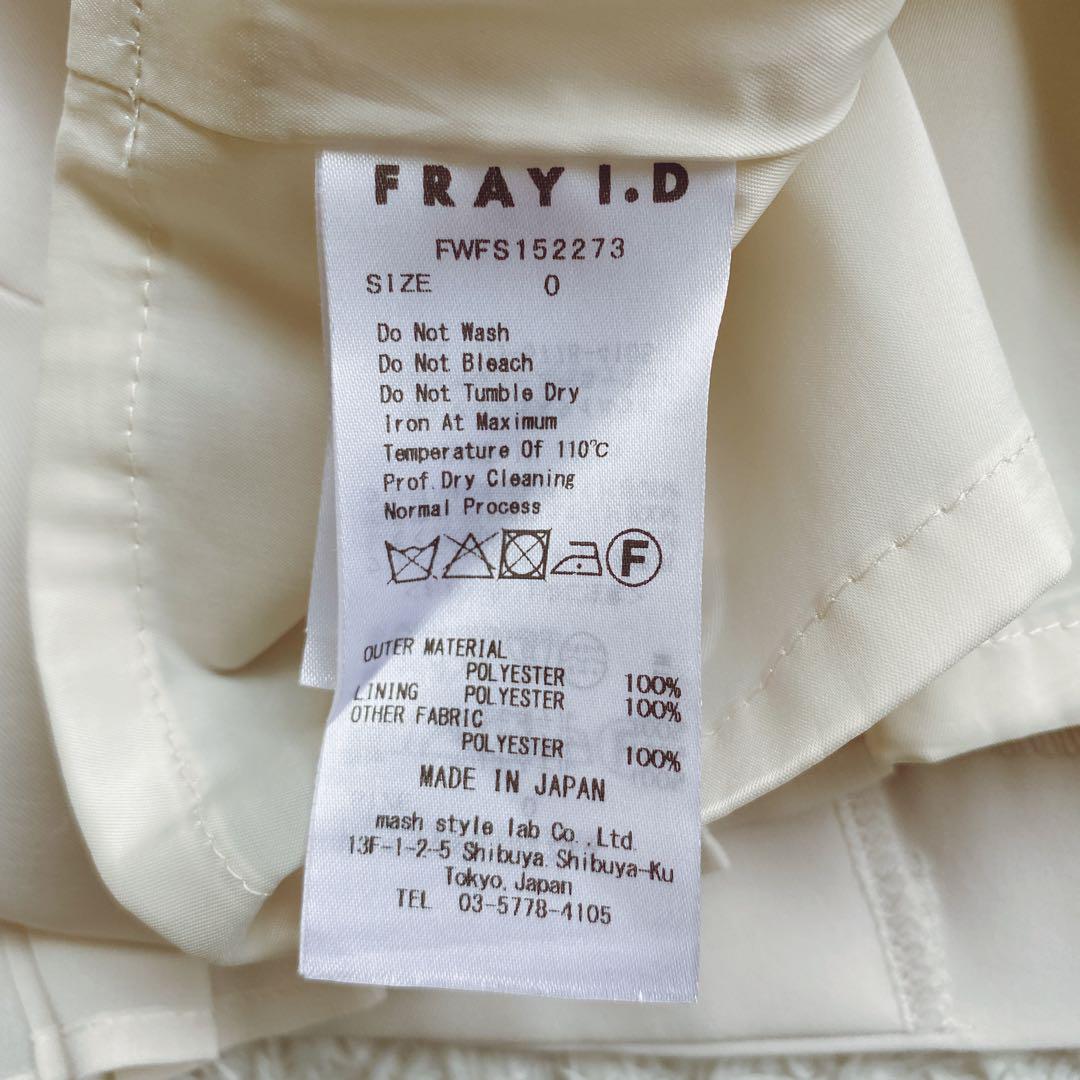 FRAY I.D
FWFS152273
SIZE 0
Do Not Wash
Do Not Bleach
Do Not Tumble Dry
Iron At Maximum
Temperature Of 110℃
Prof.Dry Cleaning
Normal Process
F
OUTER MATERIAL
POLYESTER 100%
LINING POLYESTER 100%
OTHER FABRIC
POLYESTER 100%
MADE IN JAPAN
mash style lab Co.,Ltd.
13F-1-2-5 Shibuya.Shibuya-Ku
Tokyo.Japan
TEL 03-5778-4105